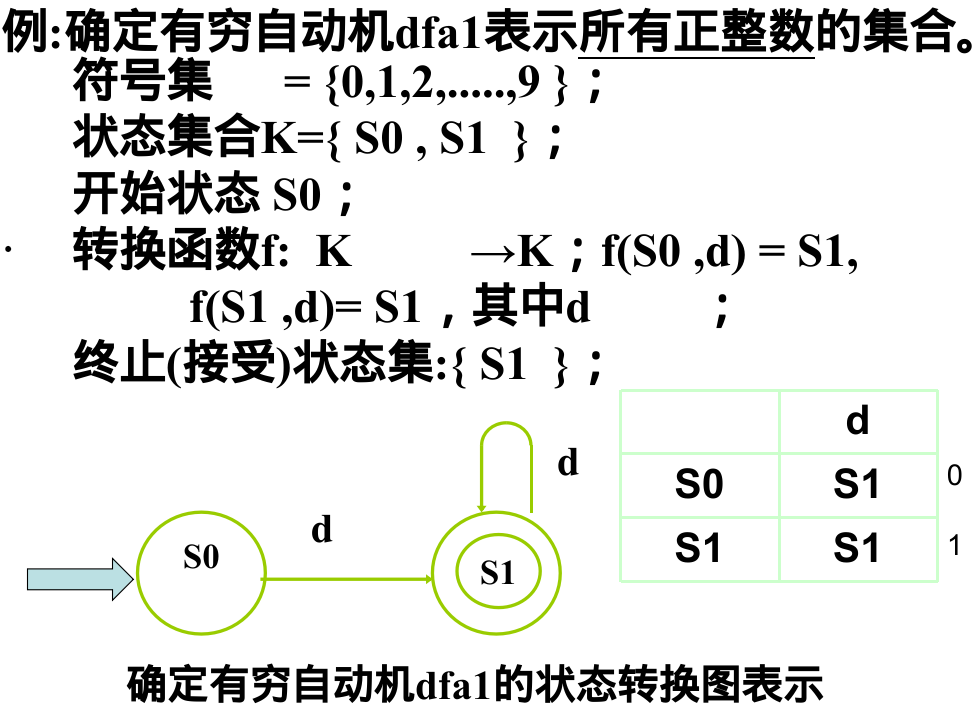 例:确定有穷自动机dfa1表示所有正整数的集合。
符号集 = {0,1,2,.....,9 }；
状态集合K={ S0 , S1 }；
开始状态 S0；
· 转换函数f: K →K；f(S0 ,d) = S1,
f(S1 ,d)= S1，其中d ；
终止(接受)状态集:{ S1 }；
d
S0 S1 0
S1 S1 1
d
d
S0
S1
确定有穷自动机dfa1的状态转换图表示